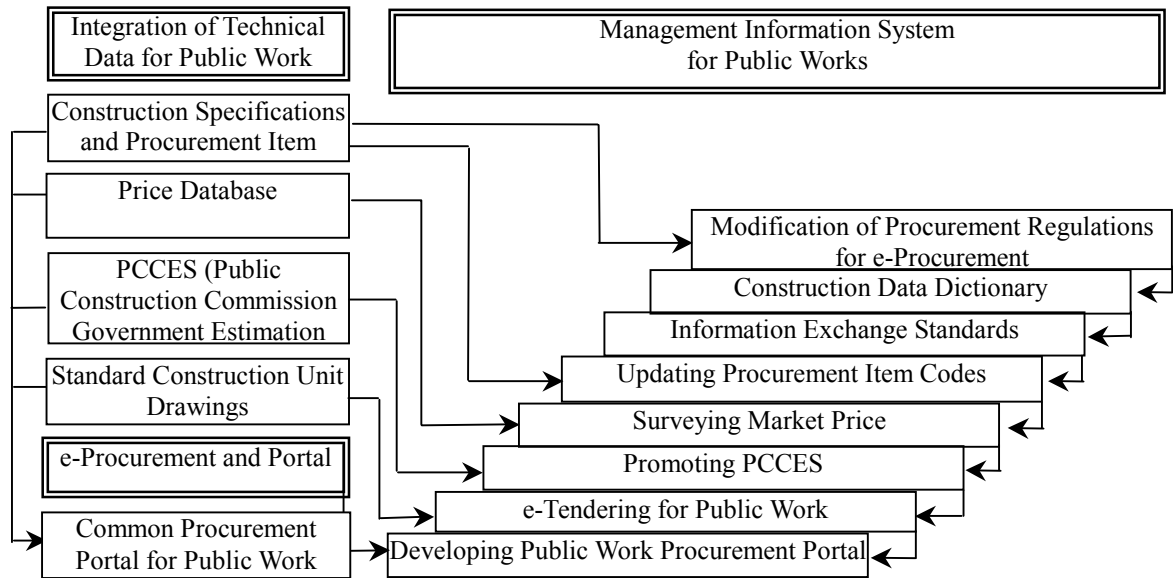 Integration of Technical
Data for Public Work
Management Information System
for Public Works
Construction Specifications
and Procurement Item
Price Database
PCCES (Public
Construction Commission
Government Estimation
Standard Construction Unit
Drawings
e-Procurement and Portal
Common Procurement
Portal for Public Work
Modification of Procurement Regulations
for e-Procurement
Construction Data Dictionary
Information Exchange Standards
Updating Procurement Item Codes
Surveying Market Price
Promoting PCCES
e-Tendering for Public Work
Developing Public Work Procurement Portal